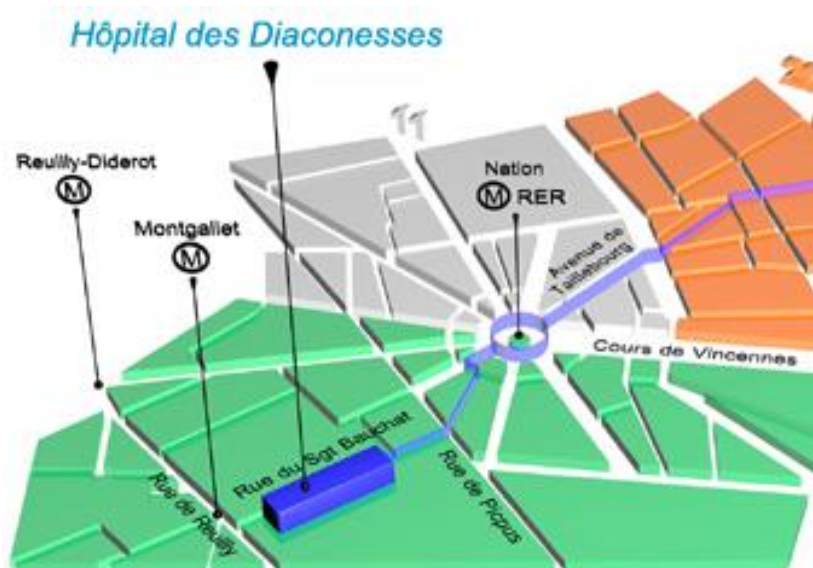 Hôpital des Diaconesses
Reuilly-Diderot
M
Montgallet
M
Nation
M RER
Avenue de
Taillebourg
Cours de Vincennes
Rue du Sgt Bauchat
Rue de Picpus
Rue de Reuilly